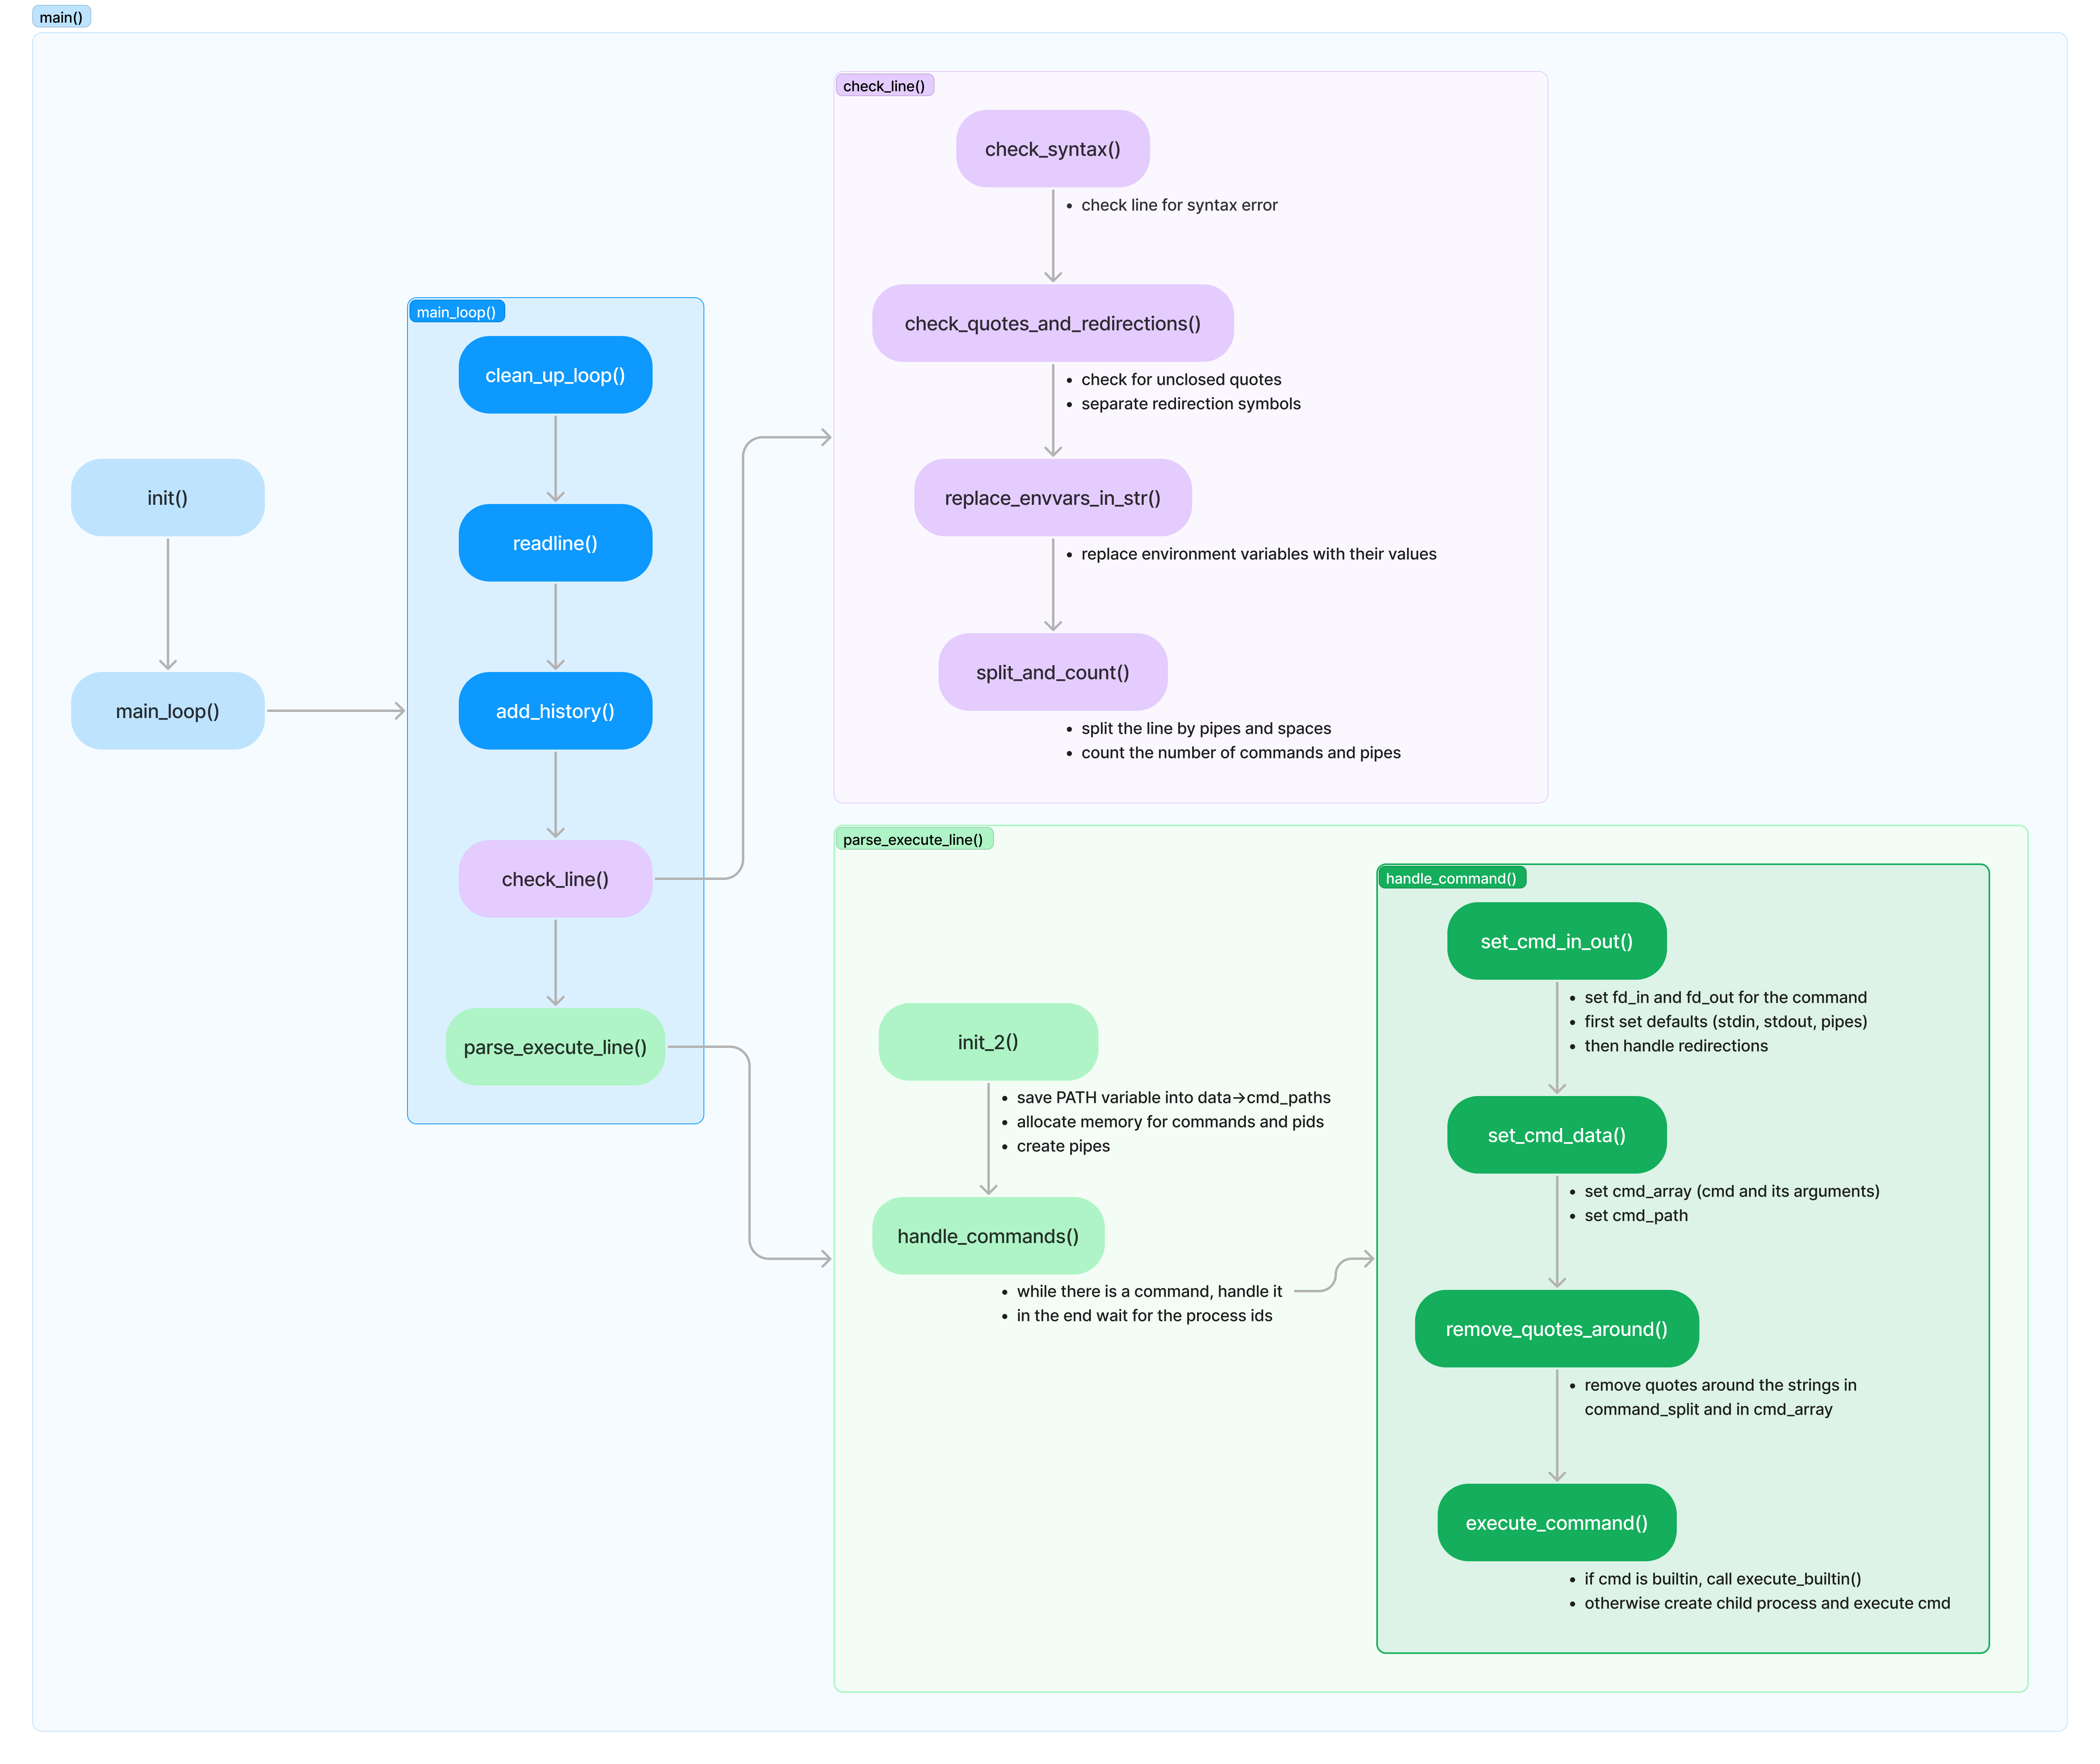 main()
init()
main_loop()
main_loop()
clean_up_loop()
readline()
add_history()
check_line()
parse_execute_line()
check_line()
check_syntax()
• check line for syntax error
check_quotes_and_redirections()
• check for unclosed quotes
• separate redirection symbols
replace_envvars_in_str()
• replace environment variables with their values
split_and_count()
• split the line by pipes and spaces
• count the number of commands and pipes
parse_execute_line()
init_2()
• save PATH variable into data→cmd_paths
• allocate memory for commands and pids
• create pipes
handle_commands()
• while there is a command, handle it
• in the end wait for the process ids
handle_command()
set_cmd_in_out()
• set fd_in and fd_out for the command
• first set defaults (stdin, stdout, pipes)
• then handle redirections
set_cmd_data()
• set cmd_array (cmd and its arguments)
• set cmd_path
remove_quotes_around()
• remove quotes around the strings in
command_split and in cmd_array
execute_command()
• if cmd is builtin, call execute_builtin()
• otherwise create child process and execute cmd